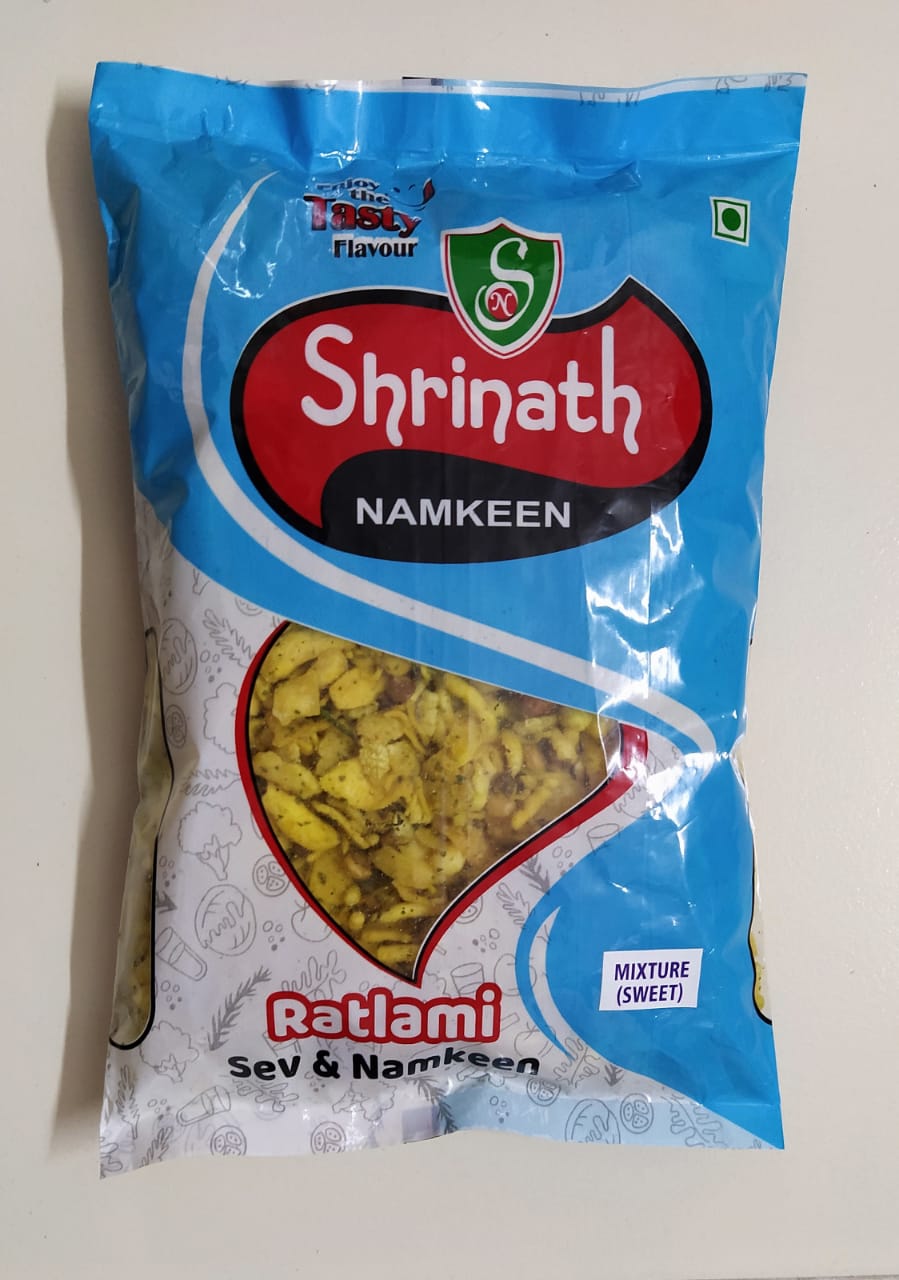 Enjoy
the
Tasty
Flavour
S
N
Shrinath
NAMKEEN
MIXTURE
(SWEET)
Ratlami
Sev & Namkeen